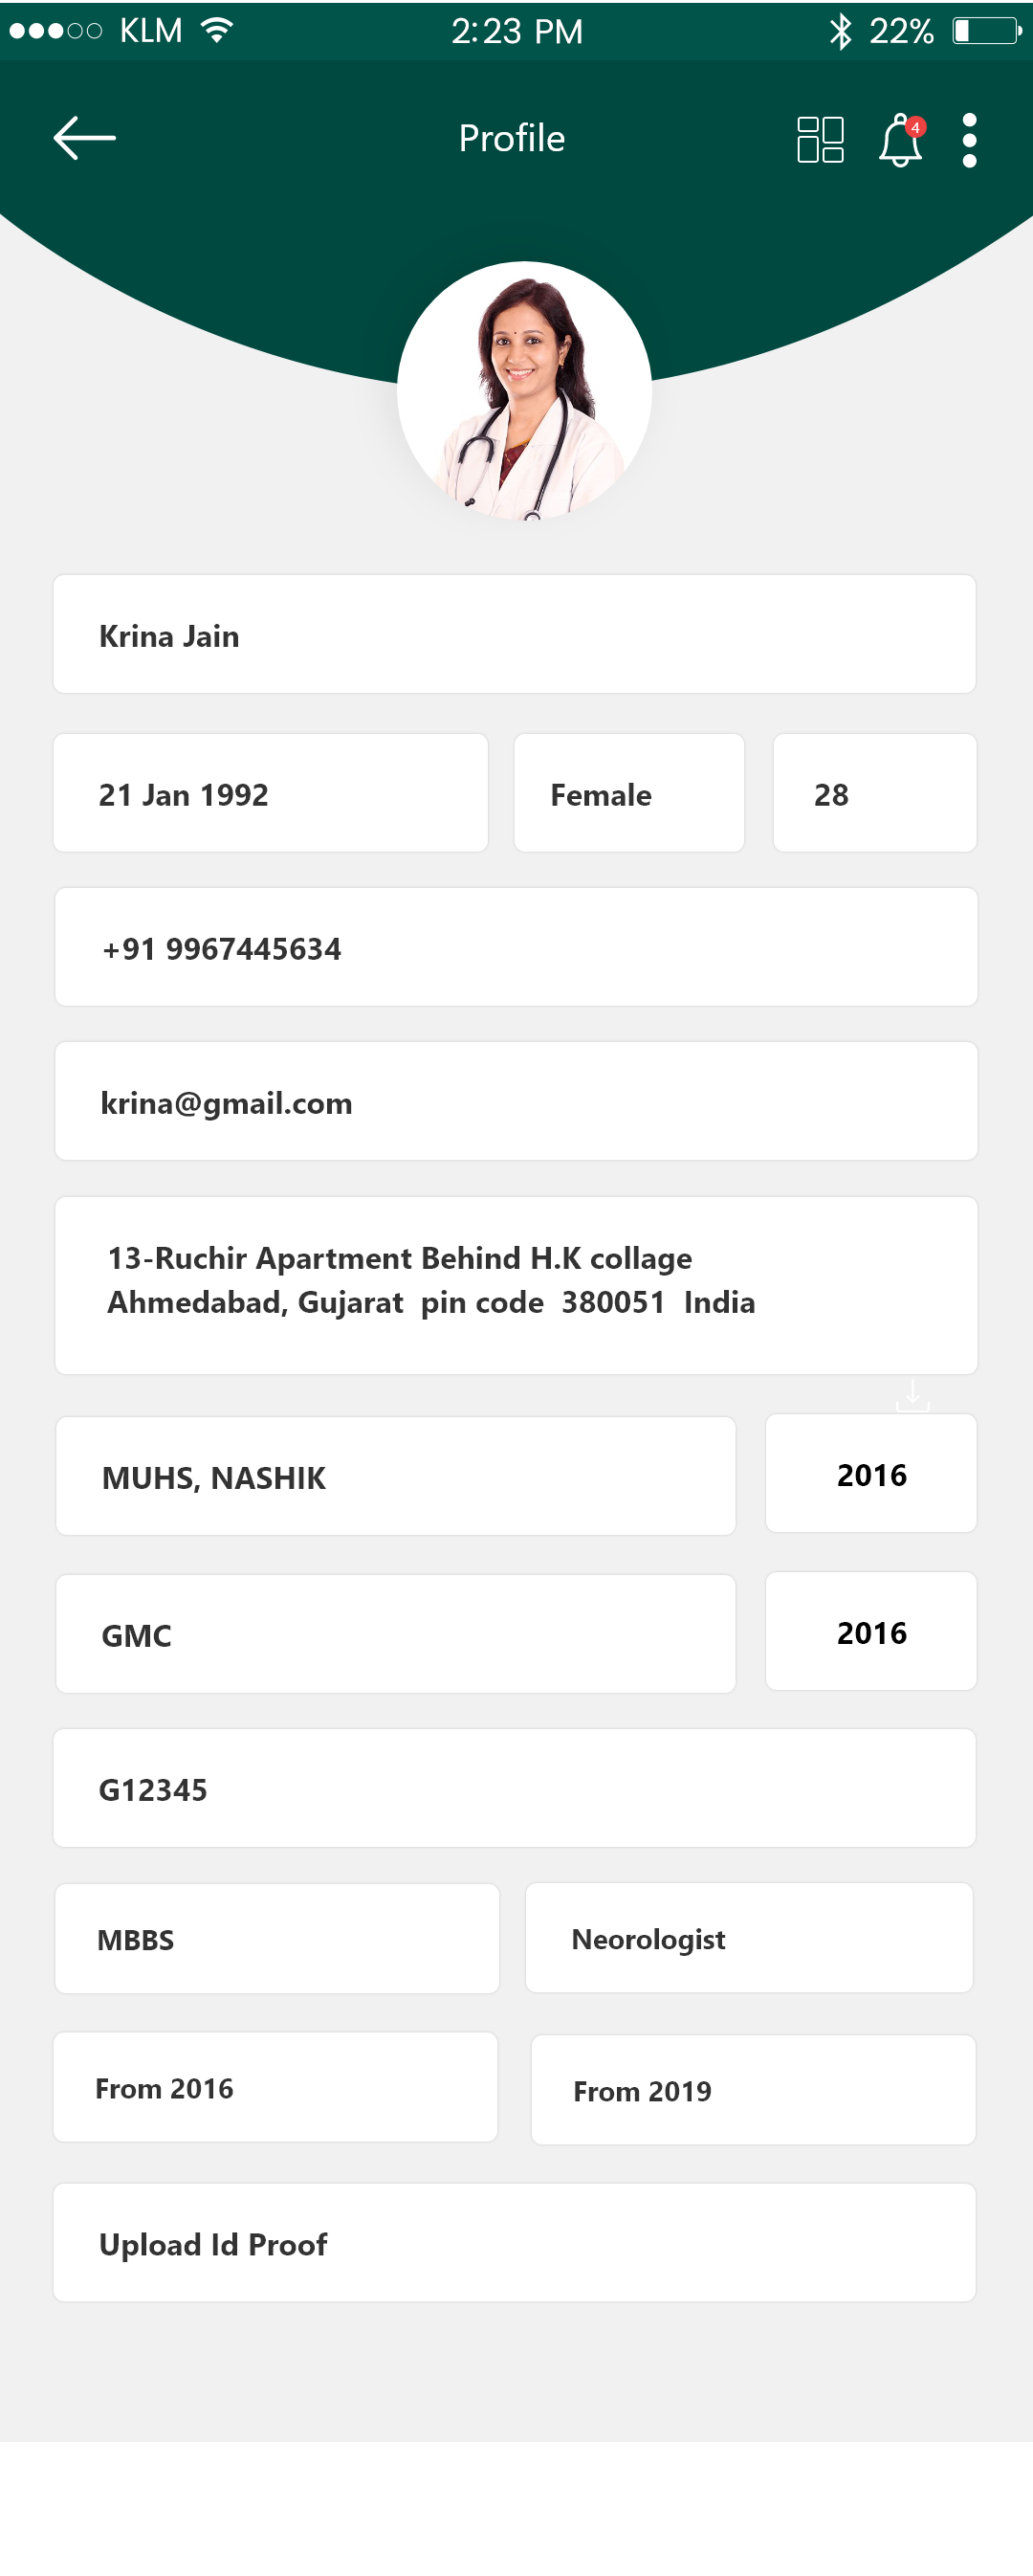 KLM 2:23 PM 22%
Profile 4
Krina Jain
21 Jan 1992 Female 28
+91 9967445634
krina@gmail.com
13-Ruchir Apartment Behind H.K collage
Ahmedabad, Gujarat pin code 380051 India
MUHS, NASHIK 2016
GMC 2016
G12345
MBBS Neorologist
From 2016 From 2019
Upload Id Proof